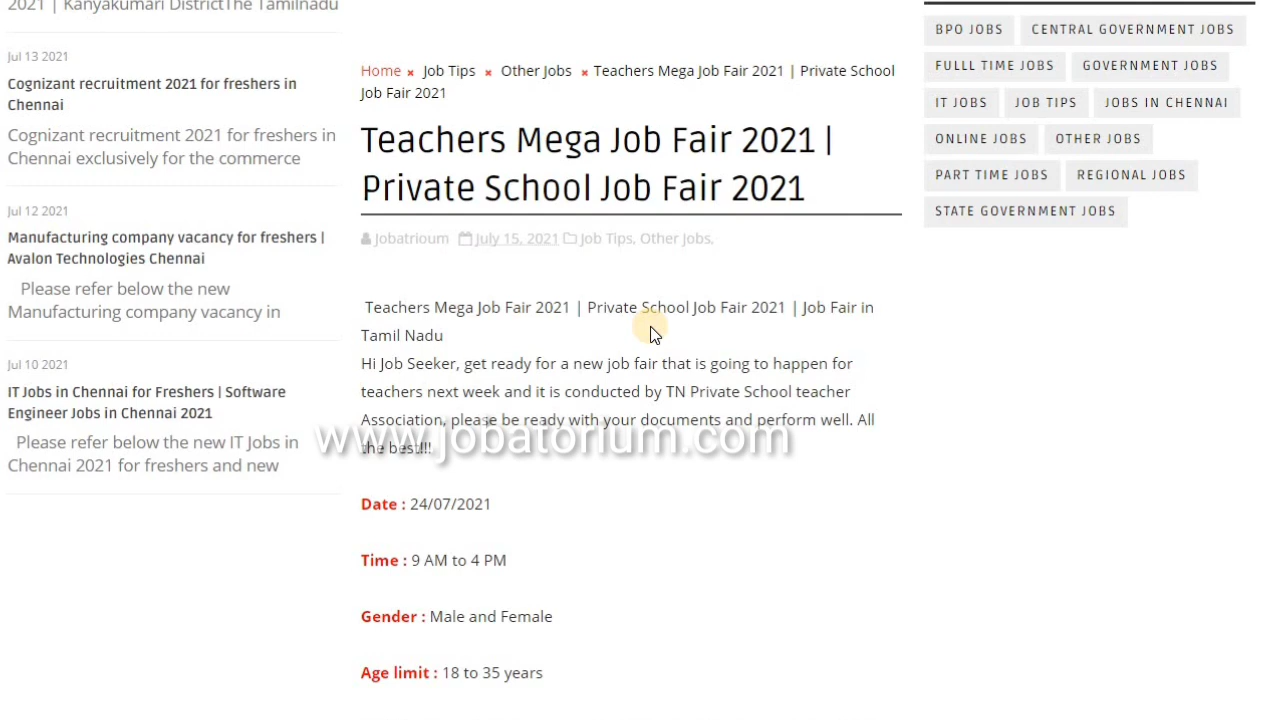 2021 | Kanyakumari DistrictThe Tamilnadu
Jul 13 2021
Cognizant recruitment 2021 for freshers in
Chennai
Cognizant recruitment 2021 for freshers in
Chennai exclusively for the commerce
Jul 12 2021
Manufacturing company vacancy for freshers |
Avalon Technologies Chennai
Please refer below the new
Manufacturing company vacancy in
Jul 10 2021
IT Jobs in Chennai for Freshers | Software
Engineer Jobs in Chennai 2021
Please refer below the new IT Jobs in
Chennai 2021 for freshers and new
Home × Job Tips × Other Jobs × Teachers Mega Job Fair 2021 | Private School
Job Fair 2021
Teachers Mega Job Fair 2021 |
Private School Job Fair 2021
Jobatrioum July 15, 2021 Job Tips, Other Jobs,
Teachers Mega Job Fair 2021 | Private School Job Fair 2021 | Job Fair in
Tamil Nadu
Hi Job Seeker, get ready for a new job fair that is going to happen for
teachers next week and it is conducted by TN Private School teacher
Association, please be ready with your documents and perform well. All
the best!!!
www.jobatorium.com
Date : 24/07/2021
Time : 9 AM to 4 PM
Gender : Male and Female
Age limit : 18 to 35 years
BPO JOBS CENTRAL GOVERNMENT JOBS
FULLL TIME JOBS GOVERNMENT JOBS
IT JOBS JOB TIPS JOBS IN CHENNAI
ONLINE JOBS OTHER JOBS
PART TIME JOBS REGIONAL JOBS
STATE GOVERNMENT JOBS